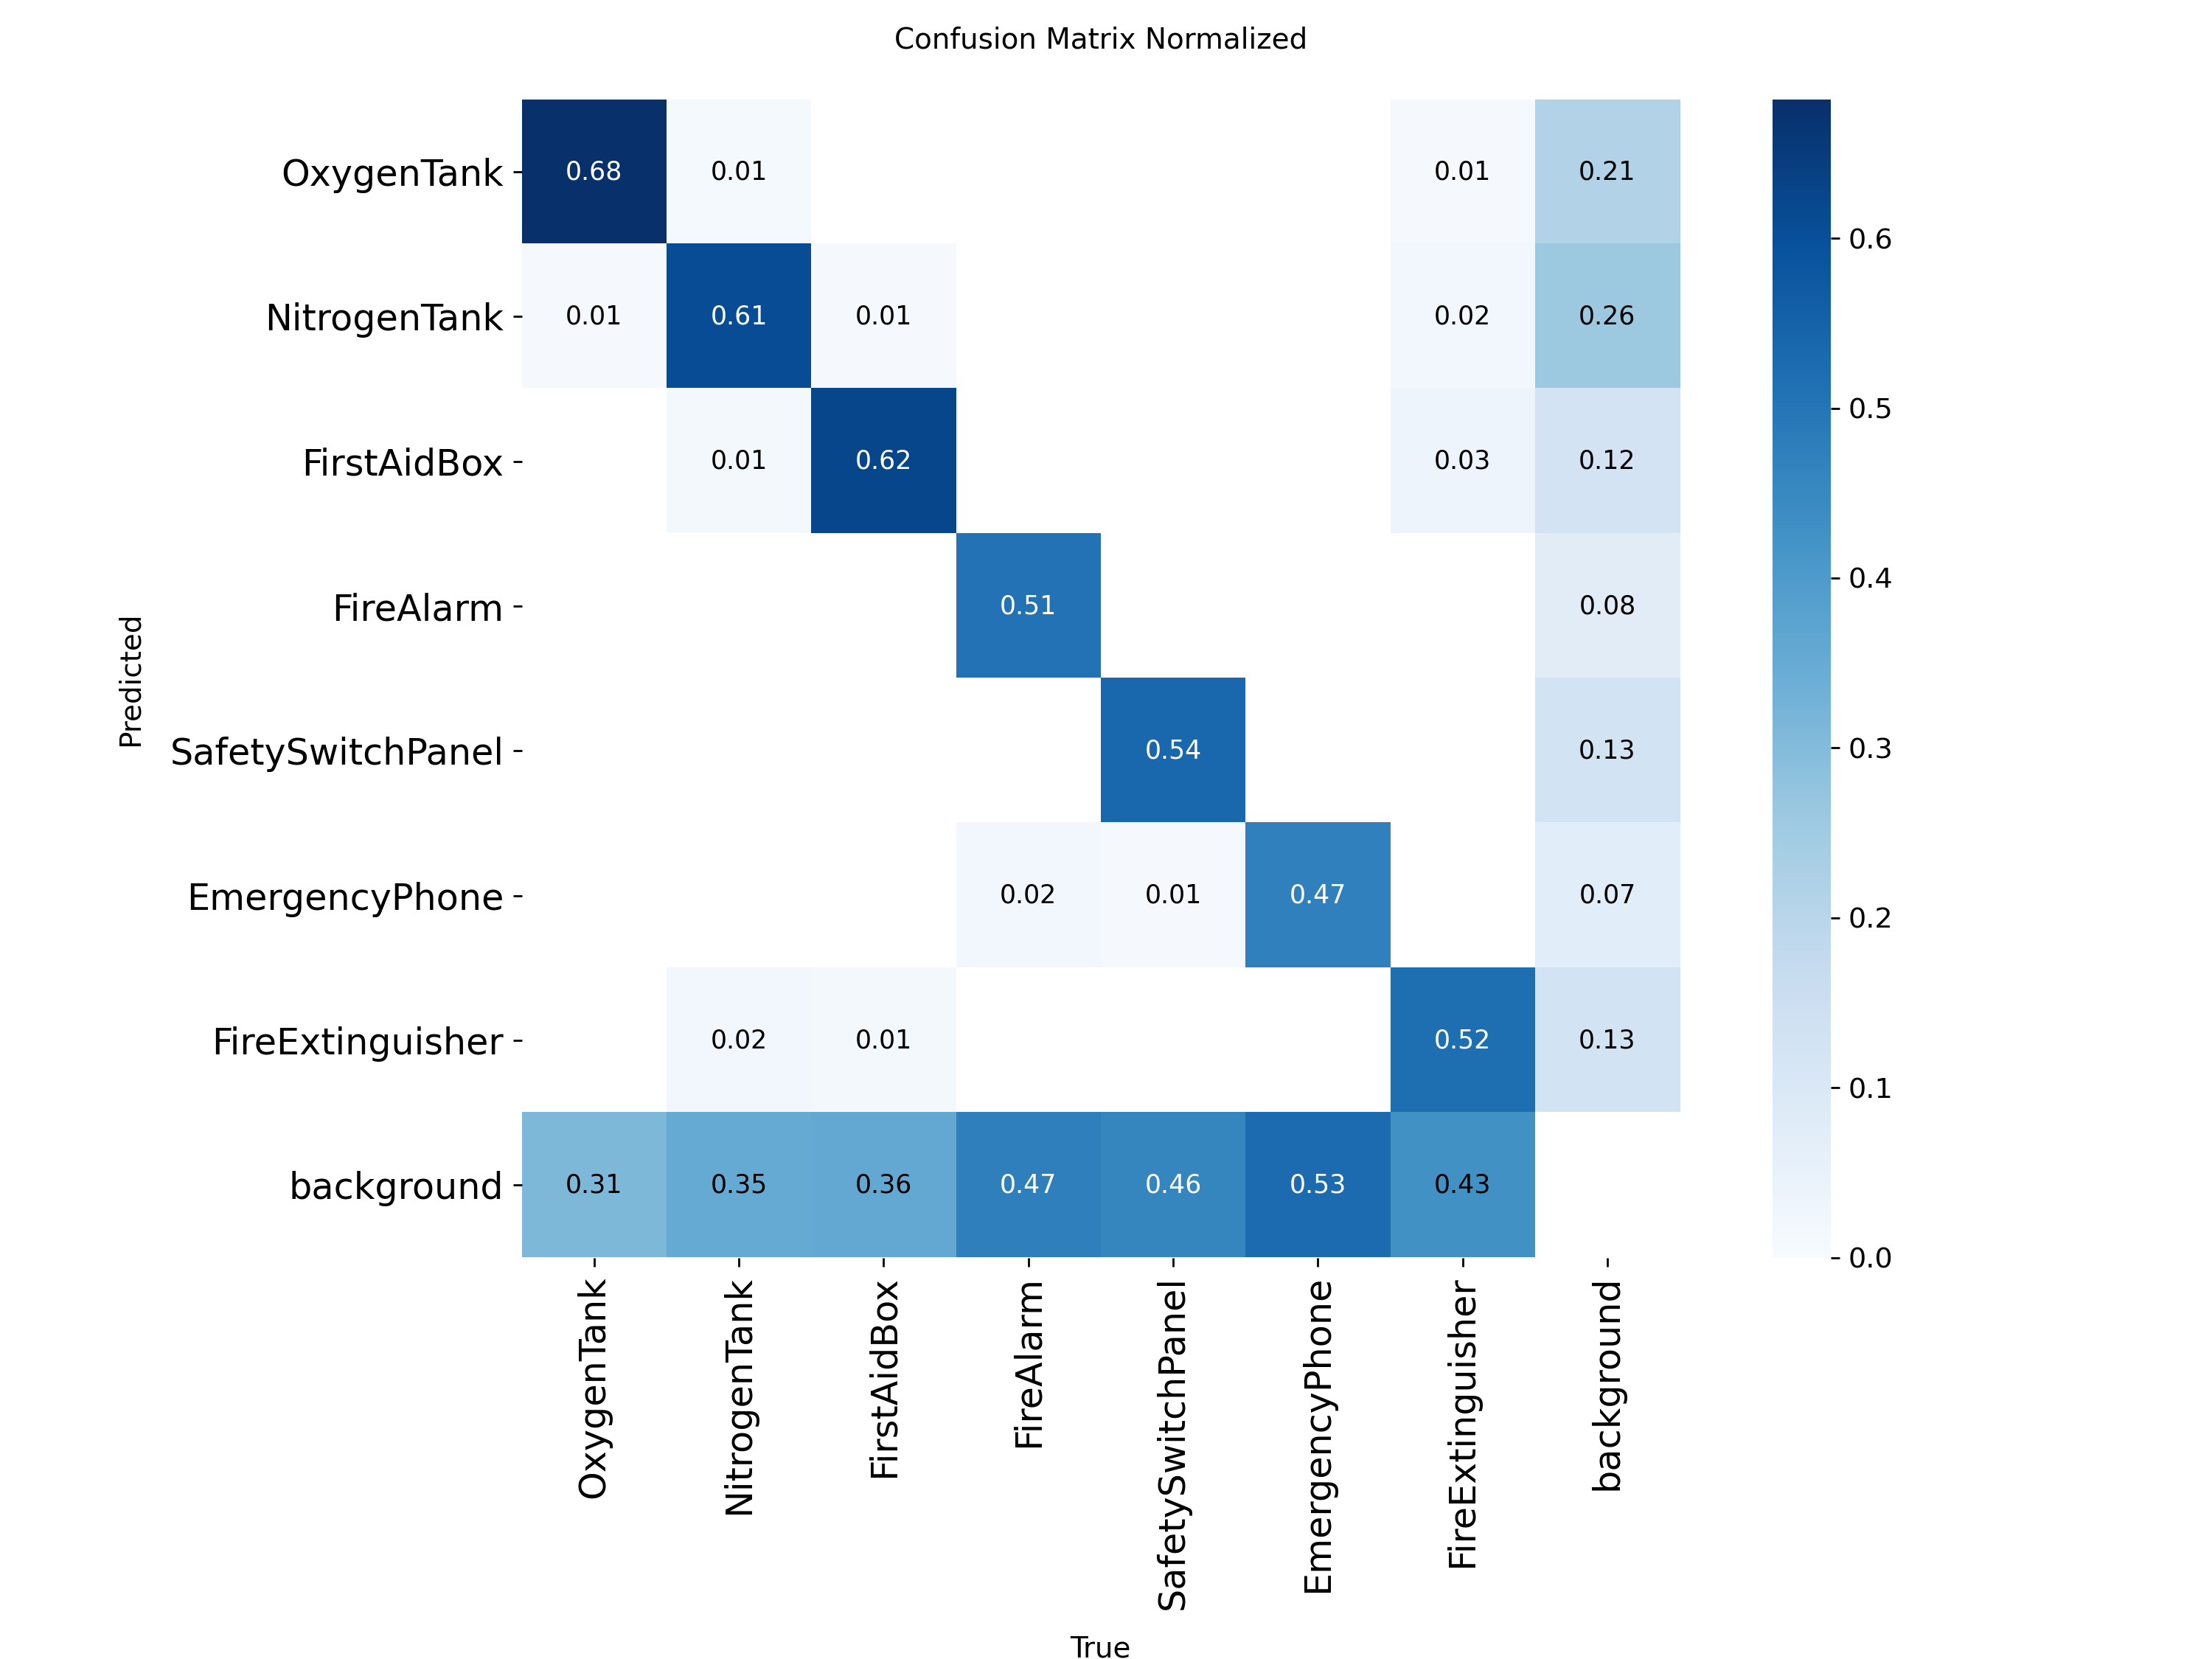 Confusion Matrix Normalized
Predicted
OxygenTank 0.68 0.01 0.01 0.21
NitrogenTank 0.01 0.61 0.01 0.02 0.26
FirstAidBox 0.01 0.62 0.03 0.12
FireAlarm 0.51 0.08
SafetySwitchPanel 0.54 0.13
EmergencyPhone 0.02 0.01 0.47 0.07
FireExtinguisher 0.02 0.01 0.52 0.13
background 0.31 0.35 0.36 0.47 0.46 0.53 0.43
OxygenTank
NitrogenTank
FirstAidBox
FireAlarm
SafetySwitchPanel
EmergencyPhone
FireExtinguisher
background
True
0.6
0.5
0.4
0.3
0.2
0.1
0.0